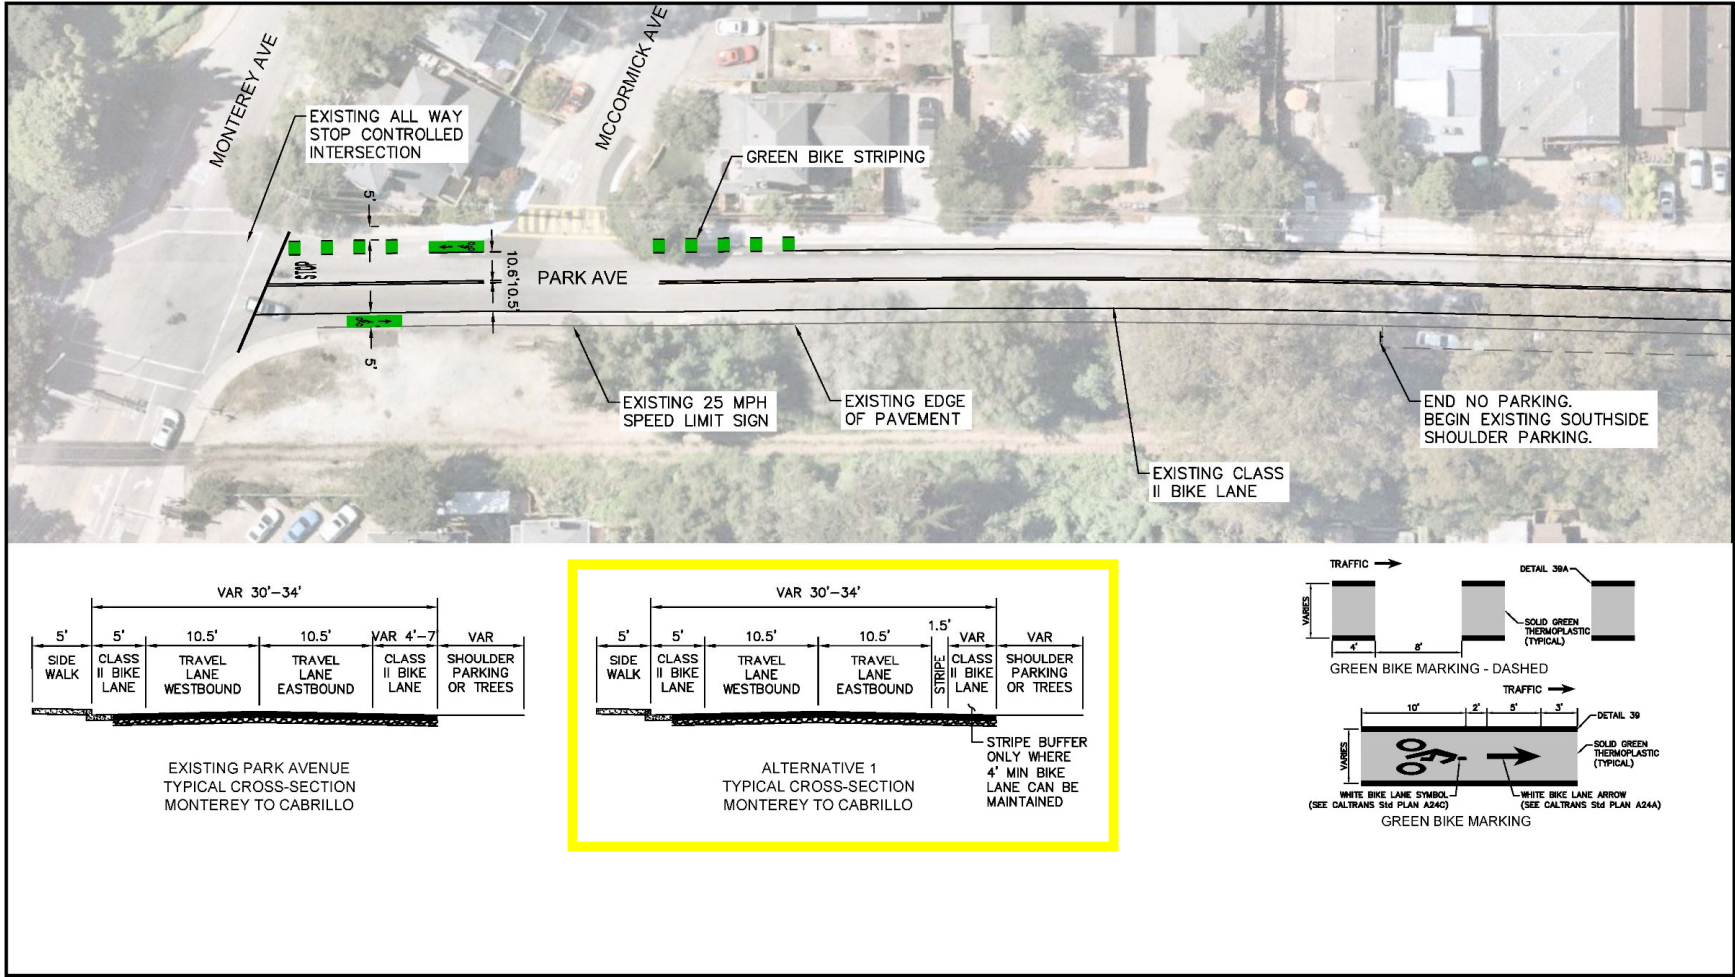 MONTEREY AVE
EXISTING ALL WAY
STOP CONTROLLED
INTERSECTION
MCCORMICK AVE
GREEN BIKE STRIPING
5'
STOP
10.6'
10.5'
PARK AVE
5'
EXISTING 25 MPH
SPEED LIMIT SIGN
EXISTING EDGE
OF PAVEMENT
END NO PARKING.
BEGIN EXISTING SOUTHSIDE
SHOULDER PARKING.
EXISTING CLASS
II BIKE LANE
VAR 30'-34'
5' 5' 10.5' 10.5' VAR 4'-7' VAR
SIDE WALK
CLASS II BIKE LANE
TRAVEL LANE WESTBOUND
TRAVEL LANE EASTBOUND
CLASS II BIKE LANE
SHOULDER PARKING OR TREES
EXISTING PARK AVENUE
TYPICAL CROSS-SECTION
MONTEREY TO CABRILLO
VAR 30'-34'
5' 5' 10.5' 10.5' 1.5' VAR VAR
SIDE WALK
CLASS II BIKE LANE
TRAVEL LANE WESTBOUND
TRAVEL LANE EASTBOUND
STRIPE
CLASS II BIKE LANE
SHOULDER PARKING OR TREES
STRIPE BUFFER
ONLY WHERE
4' MIN BIKE
LANE CAN BE
MAINTAINED
ALTERNATIVE 1
TYPICAL CROSS-SECTION
MONTEREY TO CABRILLO
TRAFFIC
DETAIL 39A
VARIES
SOLID GREEN
THERMOPLASTIC
(TYPICAL)
4' 8'
GREEN BIKE MARKING - DASHED
TRAFFIC
10' 2' 5' 3'
DETAIL 39
VARIES
SOLID GREEN
THERMOPLASTIC
(TYPICAL)
WHITE BIKE LANE SYMBOL
(SEE CALTRANS Std PLAN A24C)
WHITE BIKE LANE ARROW
(SEE CALTRANS Std PLAN A24A)
GREEN BIKE MARKING